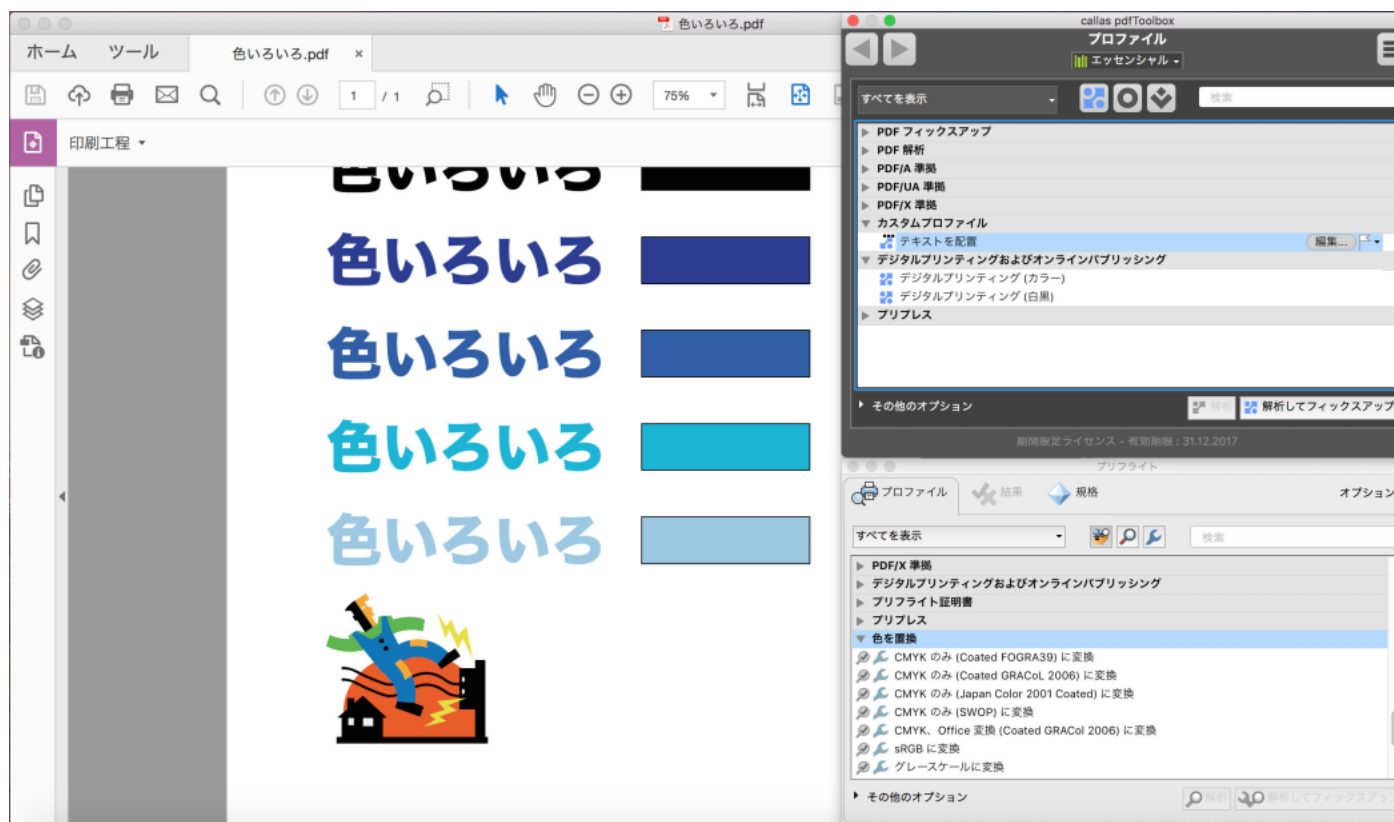 色いろいろ.pdf
ホーム ツール 色いろいろ.pdf ×
1 / 1 75%
印刷工程
色いろいろ
色いろいろ
色いろいろ
色いろいろ
色いろいろ
callas pdfToolbox
プロファイル
エッセンシャル
すべてを表示 検索
PDF フィックスアップ
PDF 解析
PDF/A 準拠
PDF/UA 準拠
PDF/X 準拠
カスタムプロファイル
テキストを配置 編集...
デジタルプリンティングおよびオンラインパブリッシング
デジタルプリンティング (カラー)
デジタルプリンティング (白黒)
プリプレス
その他のオプション 解析 解析してフィックスアップ
期間限定ライセンス - 有効期限 : 31.12.2017
プリフライト
プロファイル 結果 規格 オプション
すべてを表示 検索
PDF/X 準拠
デジタルプリンティングおよびオンラインパブリッシング
プリフライト証明書
プリプレス
色を置換
CMYK のみ (Coated FOGRA39) に変換
CMYK のみ (Coated GRACoL 2006) に変換
CMYK のみ (Japan Color 2001 Coated) に変換
CMYK のみ (SWOP) に変換
CMYK、Office 変換 (Coated GRACol 2006) に変換
sRGB に変換
グレースケールに変換
その他のオプション 解析 解析してフィックスアップ